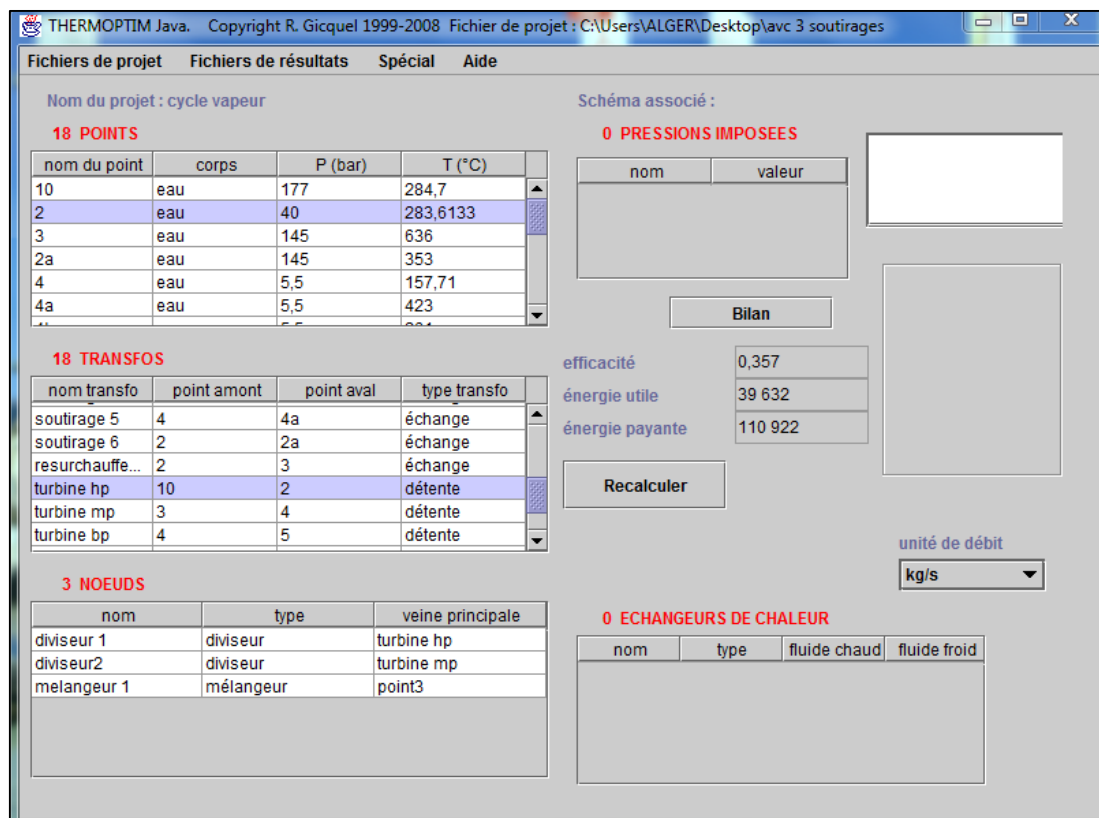 THERMOPTIM Java. Copyright R. Gicquel 1999-2008 Fichier de projet : C:\Users\ALGER\Desktop\avc 3 soutirages
Fichiers de projet Fichiers de résultats Spécial Aide
Nom du projet : cycle vapeur Schéma associé :
18 POINTS
nom du point corps P (bar) T (°C)
10 eau 177 284,7
2 eau 40 283,6133
3 eau 145 636
2a eau 145 353
4 eau 5,5 157,71
4a eau 5,5 423
0 PRESSIONS IMPOSEES
nom valeur
Bilan
efficacité 0,357
énergie utile 39 632
énergie payante 110 922
Recalculer
18 TRANSFOS
nom transfo point amont point aval type transfo
soutirage 5 4 4a échange
soutirage 6 2 2a échange
resurchauffe... 2 3 échange
turbine hp 10 2 détente
turbine mp 3 4 détente
turbine bp 4 5 détente
unité de débit
kg/s
3 NOEUDS
nom type veine principale
diviseur 1 diviseur turbine hp
diviseur2 diviseur turbine mp
melangeur 1 mélangeur point3
0 ECHANGEURS DE CHALEUR
nom type fluide chaud fluide froid